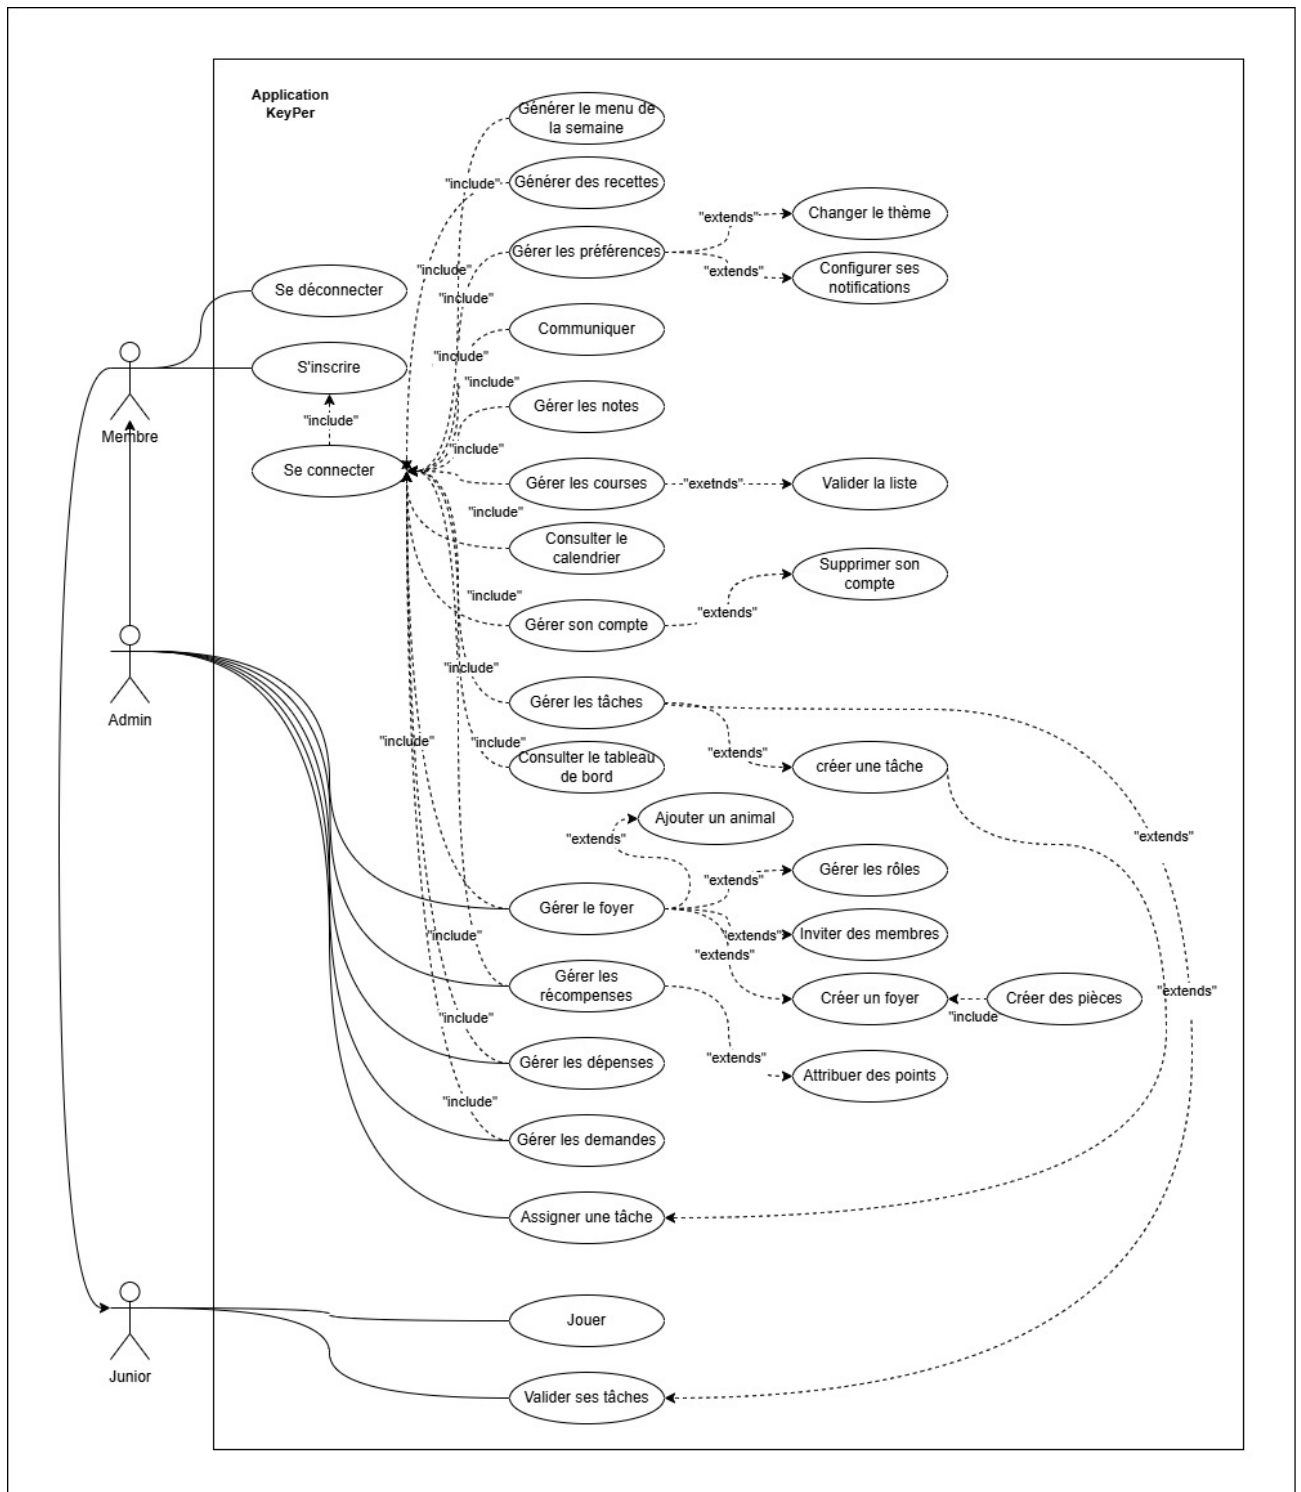 Application
KeyPer
Générer le menu de
la semaine
"include"
Générer des recettes
"extends"
Changer le thème
"include"
Gérer les préférences
"extends"
Configurer ses
notifications
Se déconnecter
"include"
Communiquer
"include"
S'inscrire
"include"
Gérer les notes
Membre
"include"
"include"
Se connecter
Gérer les courses
"exetnds"
Valider la liste
"include"
Consulter le
calendrier
Supprimer son
compte
"include"
"extends"
Gérer son compte
"include"
Gérer les tâches
Admin
"include"
"include"
Consulter le tableau
de bord
"extends"
créer une tâche
Ajouter un animal
"extends"
"extends"
Gérer les rôles
"extends"
Gérer le foyer
"include"
"extends"
Inviter des membres
"extends"
Gérer les
récompenses
Créer un foyer
"include
Créer des pièces
"extends"
"include"
Gérer les dépenses
"extends"
Attribuer des points
"include"
Gérer les demandes
Assigner une tâche
Jouer
Junior
Valider ses tâches